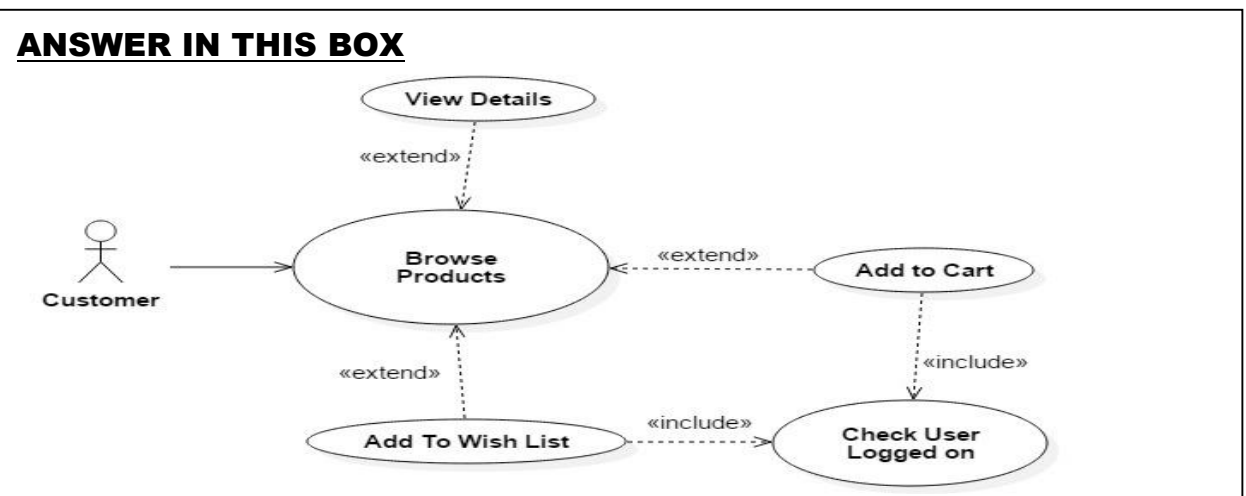 ANSWER IN THIS BOX
View Details
«extend»
Browse
Products
«extend»
Add to Cart
Customer
«extend»
«include»
Add To Wish List
«include»
Check User
Logged on